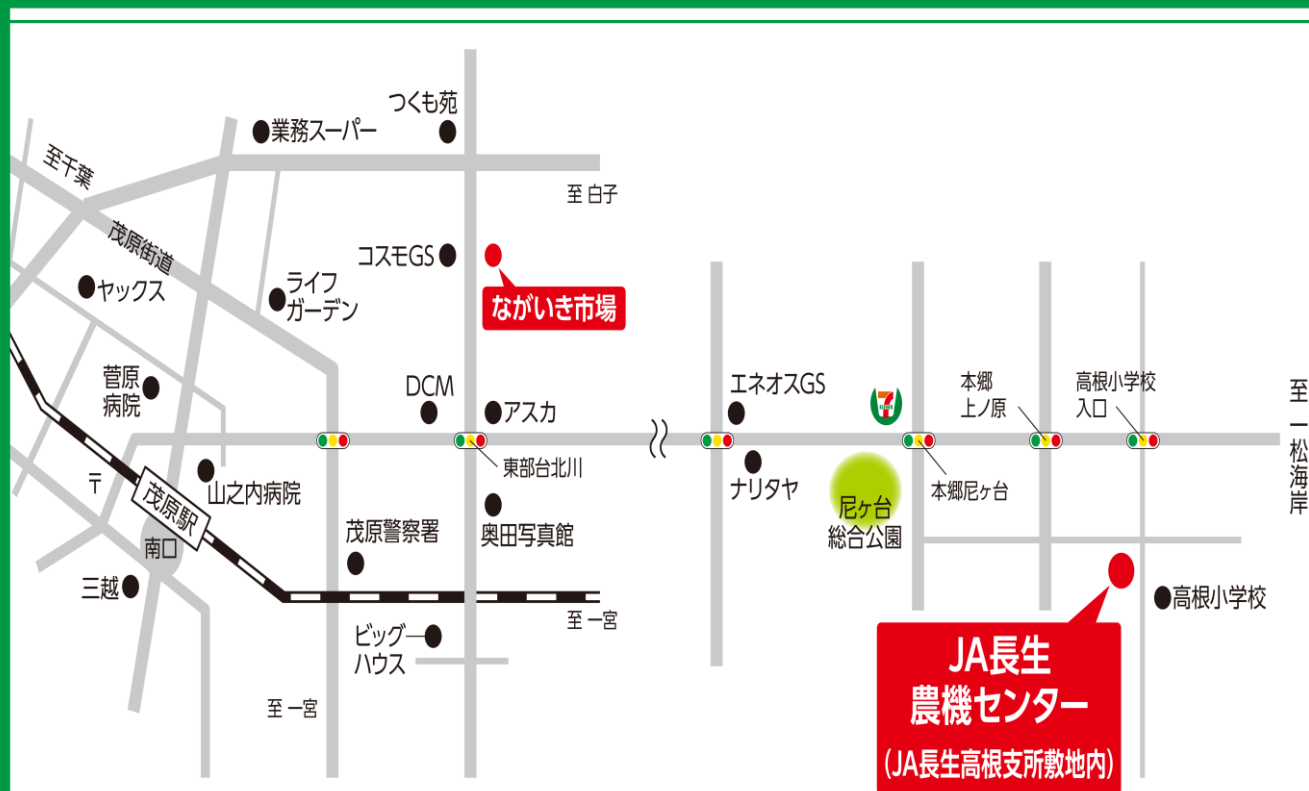 つくも苑
業務スーパー
至千葉
至 白子
茂原街道
コスモGS
ヤックス
ライフ
ガーデン
ながいき市場
菅原
病院
DCM
アスカ
エネオスGS
7
ELEVEn
本郷
上ノ原
高根小学校
入口
至 一松海岸
東部台北川
〒
茂原駅
山之内病院
ナリタヤ
本郷尼ヶ台
尼ヶ台
総合公園
南口
茂原警察署
奥田写真館
三越
高根小学校
至 一宮
ビッグ
ハウス
至 一宮
JA長生
農機センター
(JA長生高根支所敷地内)